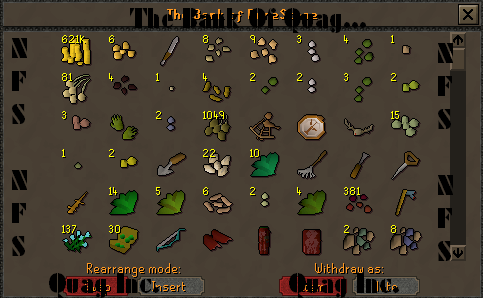 The Bank Of Quag...
621K 6 8 9 3 4 1
N N
81 4 1 4 2 2 3 2
F F
3 2 1049 15
S S
1 2 22 10
N N
14 5 6 2 4 381
F F
137 30 2 8
S S
Rearrange mode: Withdraw as:
Quag Inc. Insert Quag Inc.